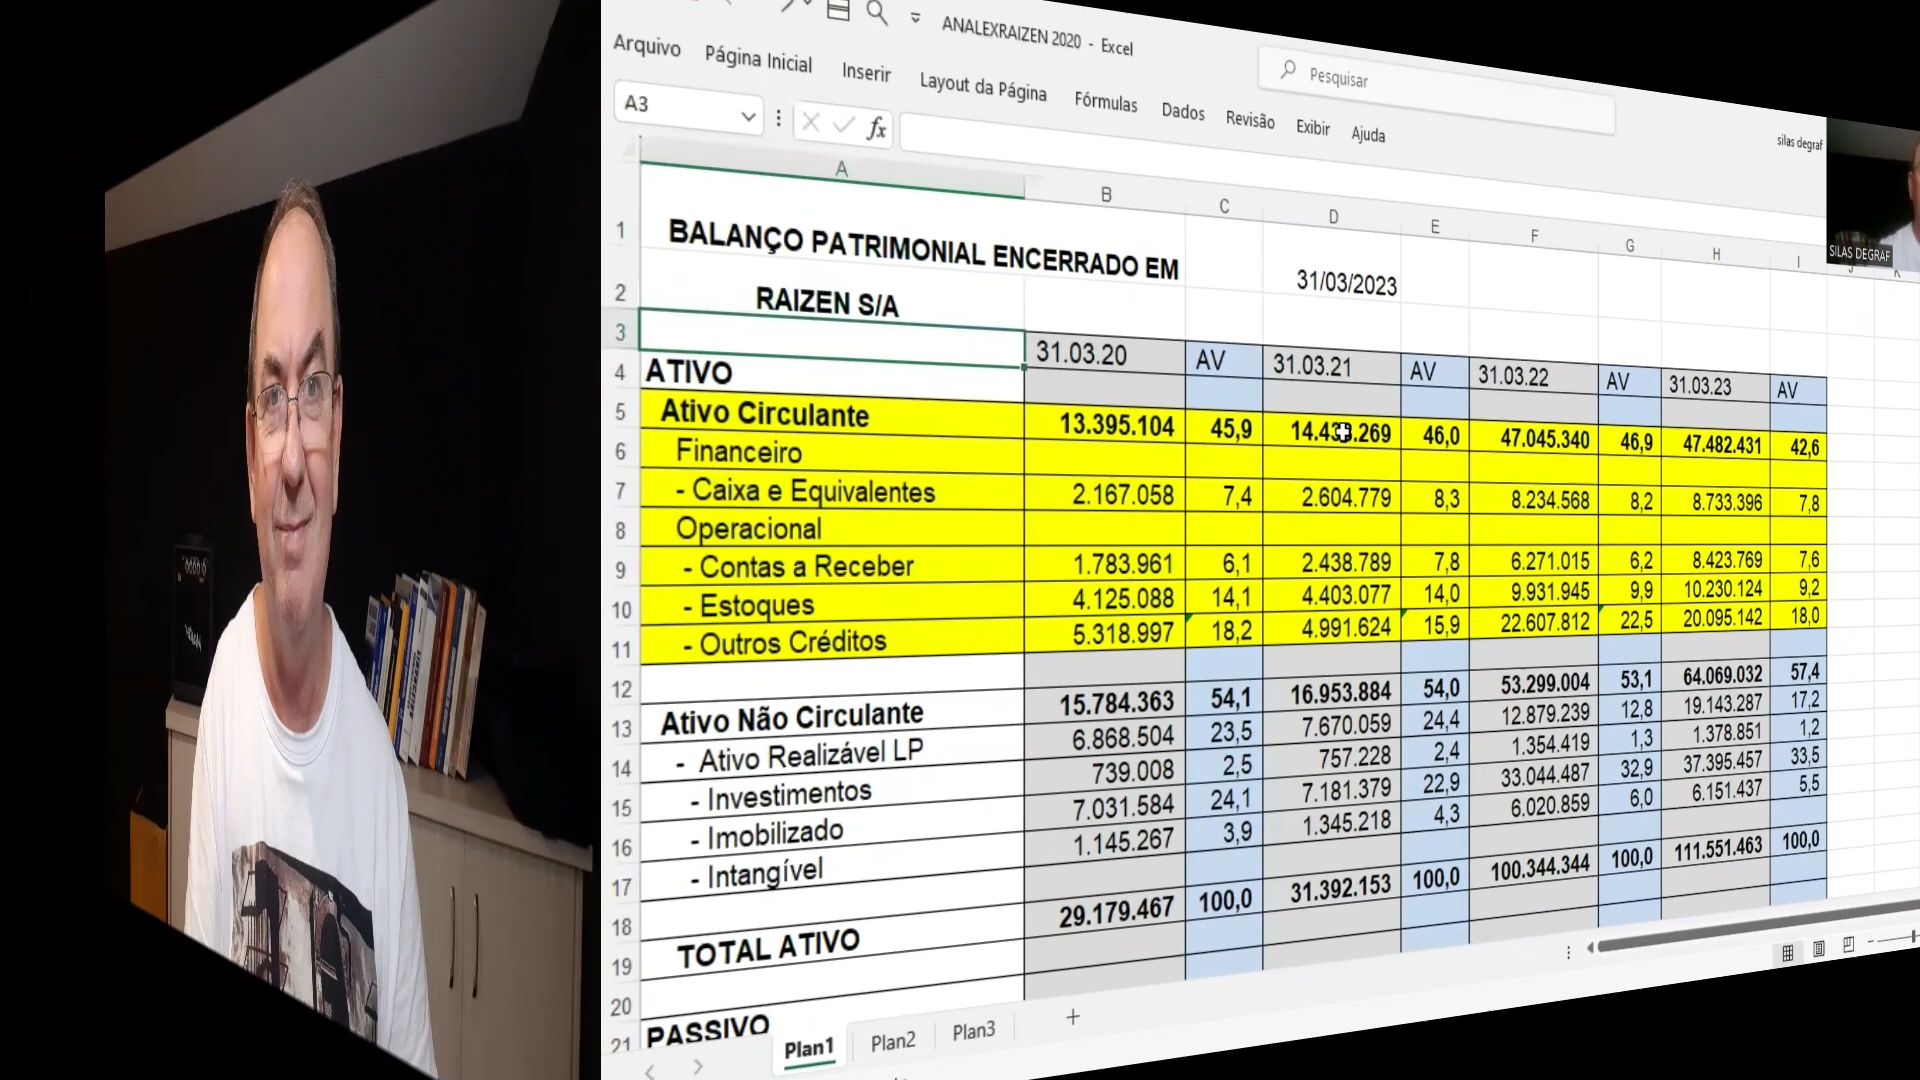 ANALEXRAIZEN 2020 - Excel
Pesquisar
Arquivo Página Inicial Inserir Layout da Página Fórmulas Dados Revisão Exibir Ajuda
silas degraf
A3 fx
SILAS DEGRAF
A B C D E F G H I
1 BALANÇO PATRIMONIAL ENCERRADO EM 31/03/2023
2 RAIZEN S/A
3 31.03.20 AV 31.03.21 AV 31.03.22 AV 31.03.23 AV
4 ATIVO
5 Ativo Circulante 13.395.104 45,9 46,0 47.045.340 46,9 47.482.431 42,6
6 Financeiro
7 - Caixa e Equivalentes 2.167.058 7,4 2.604.779 8,3 8.234.568 8,2 8.733.396 7,8
8 Operacional
9 - Contas a Receber 1.783.961 6,1 2.438.789 7,8 6.271.015 6,2 8.423.769 7,6
10 - Estoques 4.125.088 14,1 4.403.077 14,0 9.931.945 9,9 10.230.124 9,2
11 - Outros Créditos 5.318.997 18,2 4.991.624 15,9 22.607.812 22,5 20.095.142 18,0
12
13 Ativo Não Circulante 15.784.363 54,1 16.953.884 54,0 53.299.004 53,1 64.069.032 57,4
14 - Ativo Realizável LP 6.868.504 23,5 7.670.059 24,4 12.879.239 12,8 19.143.287 17,2
15 - Investimentos 739.008 2,5 757.228 2,4 1.354.419 1,3 1.378.851 1,2
16 - Imobilizado 7.031.584 24,1 7.181.379 22,9 33.044.487 32,9 37.395.457 33,5
17 - Intangível 1.145.267 3,9 1.345.218 4,3 6.020.859 6,0 6.151.437 5,5
18
19 TOTAL ATIVO 29.179.467 100,0 31.392.153 100,0 100.344.344 100,0 111.551.463 100,0
20
21 PASSIVO
Plan1 Plan2 Plan3